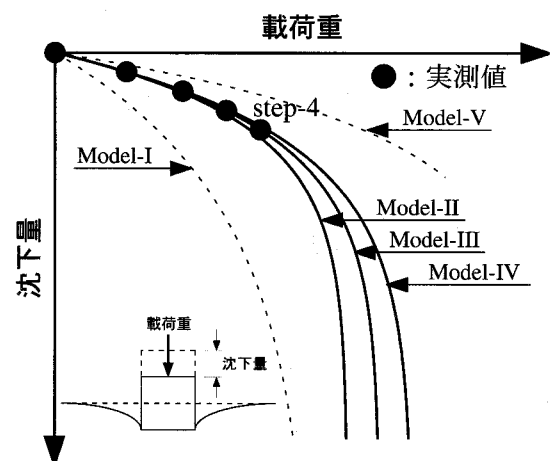 載荷重
：実測値
step-4
Model-V
Model-I
Model-II
Model-III
Model-IV
沈下量
載荷重
沈下量